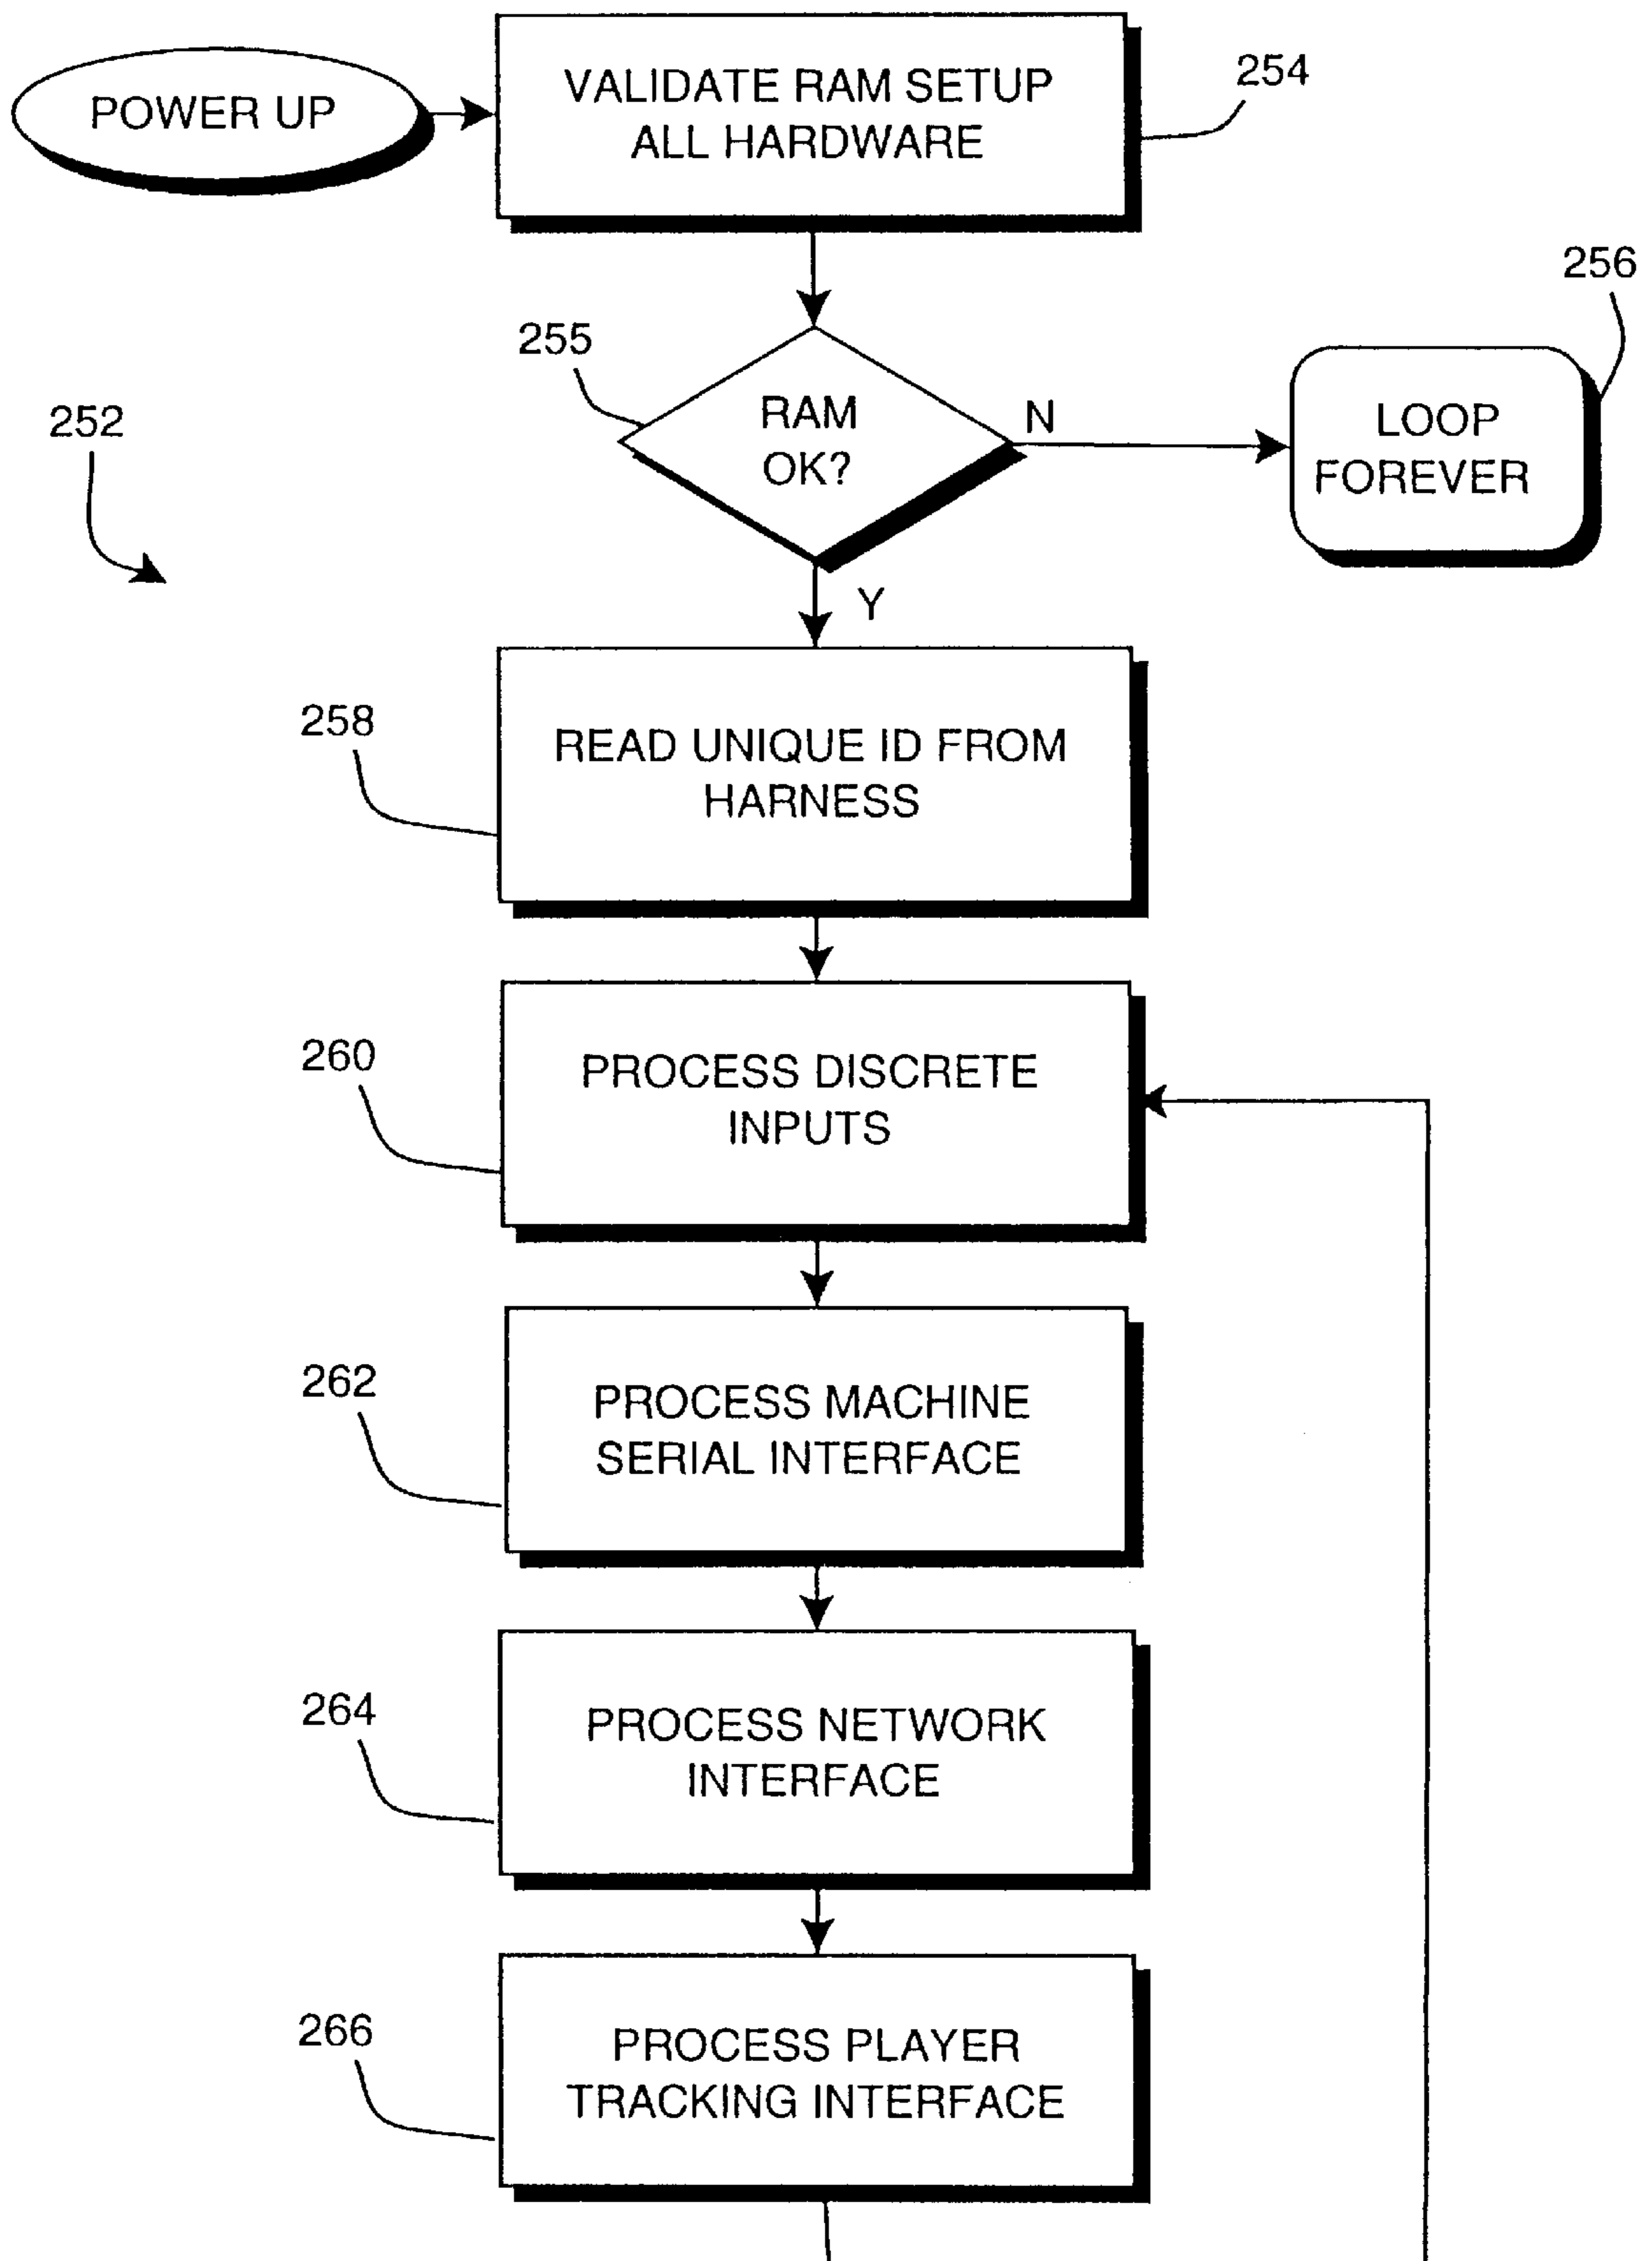 POWER UP
VALIDATE RAM SETUP
ALL HARDWARE
254
256
255
RAM
OK?
N
LOOP
FOREVER
252
Y
258
READ UNIQUE ID FROM
HARNESS
260
PROCESS DISCRETE
INPUTS
262
PROCESS MACHINE
SERIAL INTERFACE
264
PROCESS NETWORK
INTERFACE
266
PROCESS PLAYER
TRACKING INTERFACE